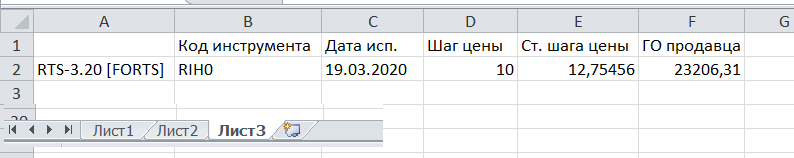 A B C D E F G
1 Код инструмента Дата исп. Шаг цены Ст. шага цены ГО продавца
2 RTS-3.20 [FORTS] RIH0 19.03.2020 10 12,75456 23206,31
3
Лист1 Лист2 Лист3